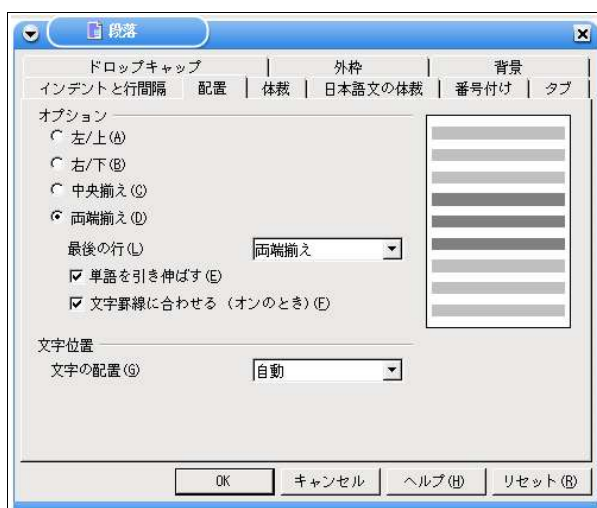 段落
ドロップキャップ 外枠 背景
インデントと行間隔 配置 体裁 日本語文の体裁 番号付け タブ
オプション
左/上(A)
右/下(B)
中央揃え(C)
両端揃え(D)
最後の行(L) 両端揃え
単語を引き伸ばす(E)
文字罫線に合わせる (オンのとき)(F)
文字位置
文字の配置(G) 自動
OK キャンセル ヘルプ(H) リセット(R)